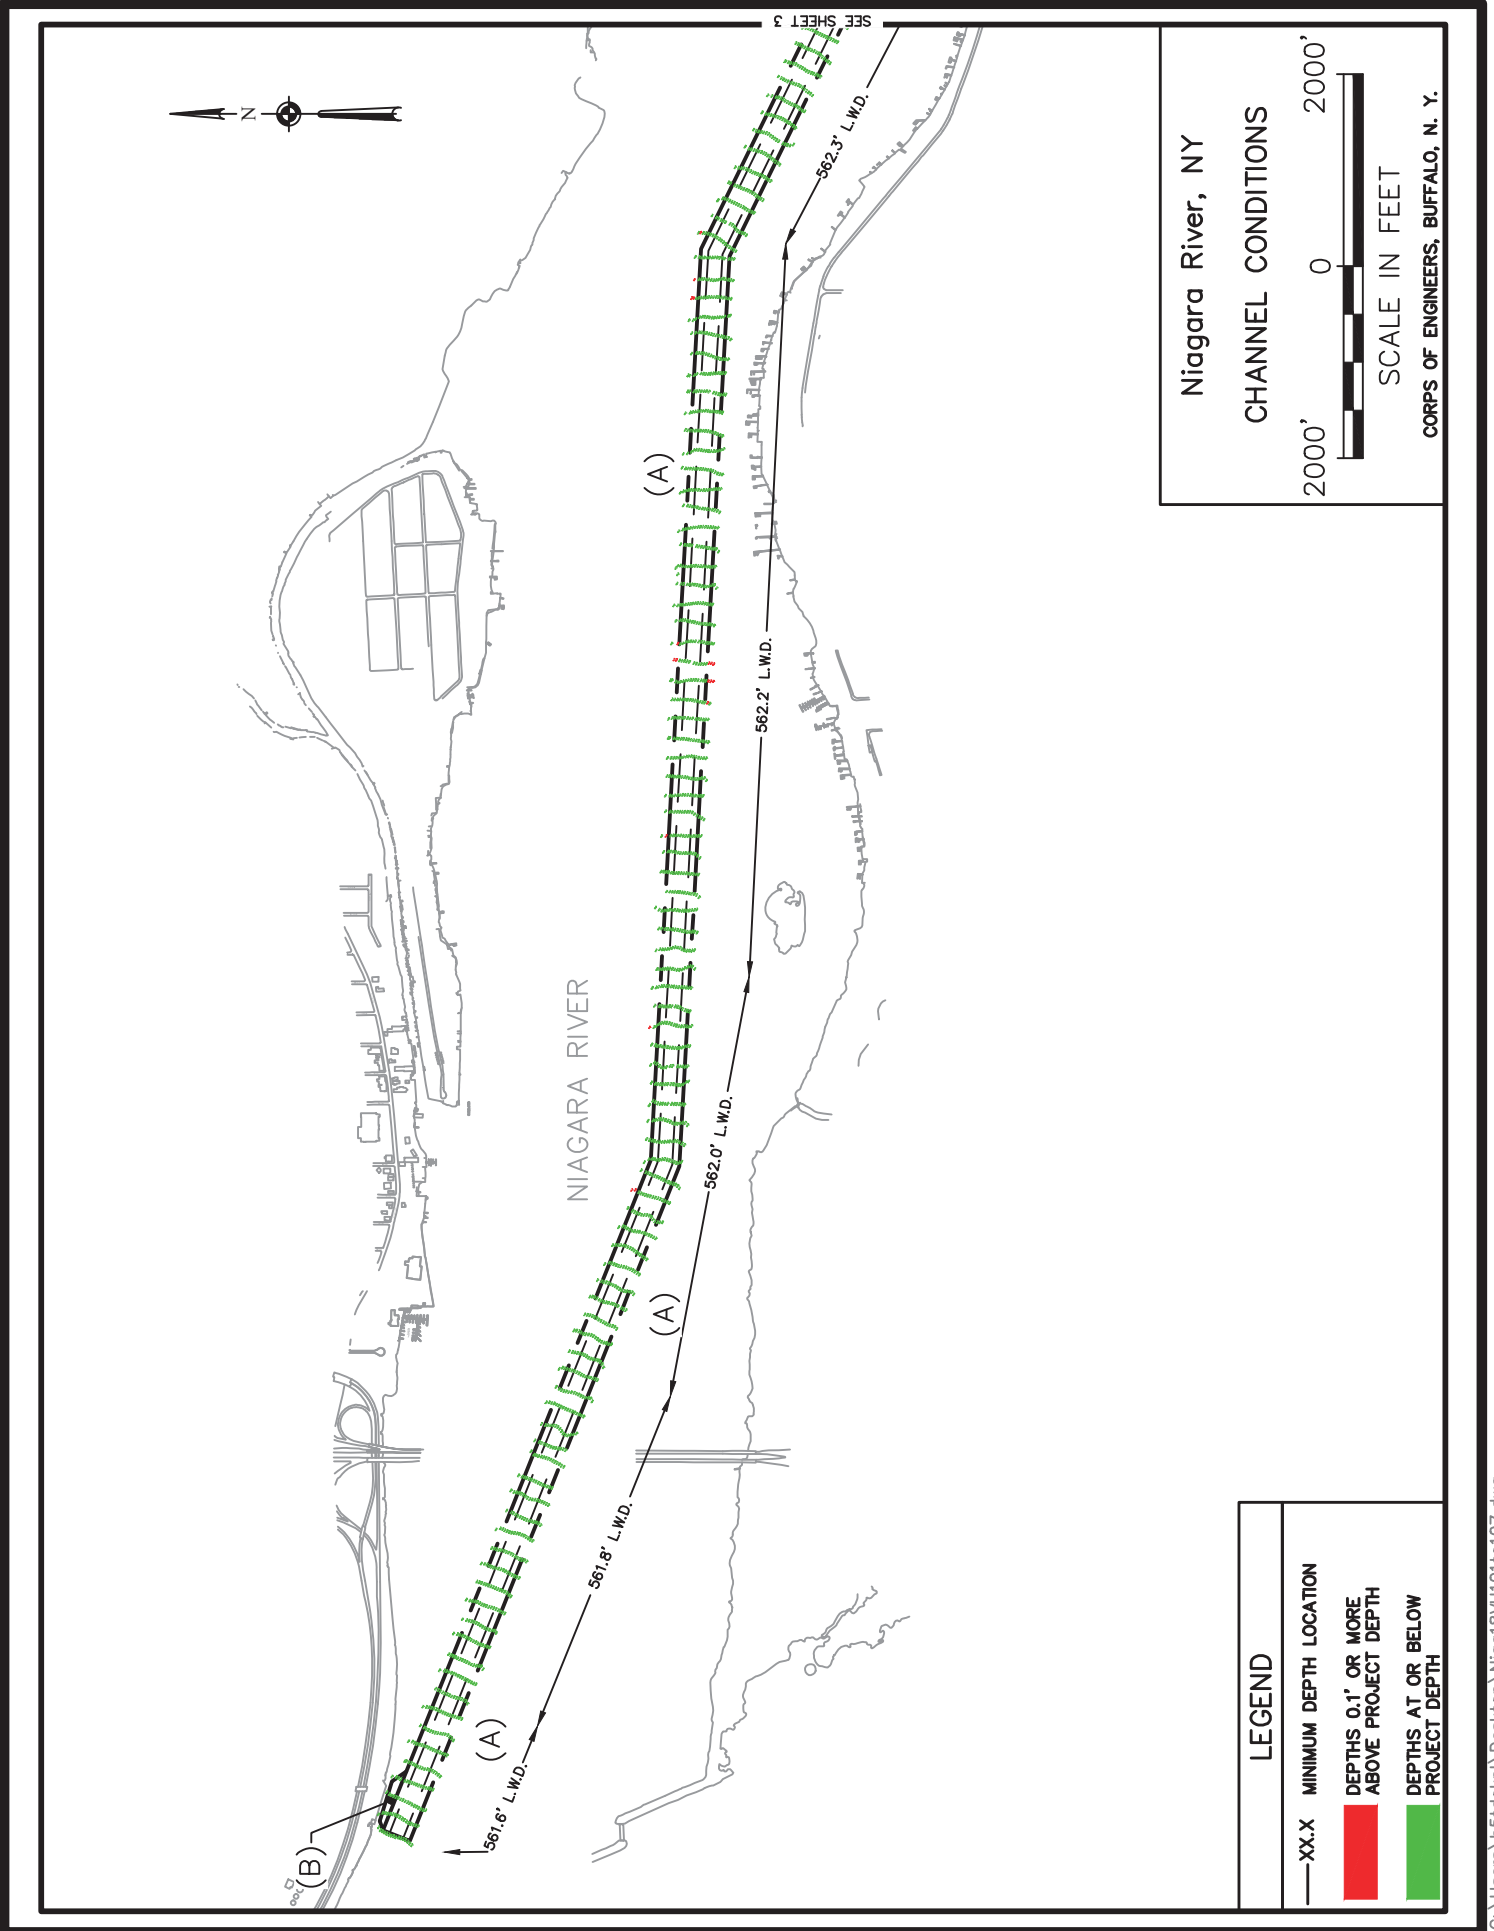 SEE SHEET 3
N
562.3' L.W.D.
(A)
562.2' L.W.D.
NIAGARA RIVER
562.0' L.W.D.
(A)
561.8' L.W.D.
(A)
561.6' L.W.D.
(B)
Niagara River, NY
CHANNEL CONDITIONS
2000' 0 2000'
SCALE IN FEET
CORPS OF ENGINEERS, BUFFALO, N. Y.
LEGEND
XX.X MINIMUM DEPTH LOCATION
DEPTHS 0.1' OR MORE
ABOVE PROJECT DEPTH
DEPTHS AT OR BELOW
PROJECT DEPTH